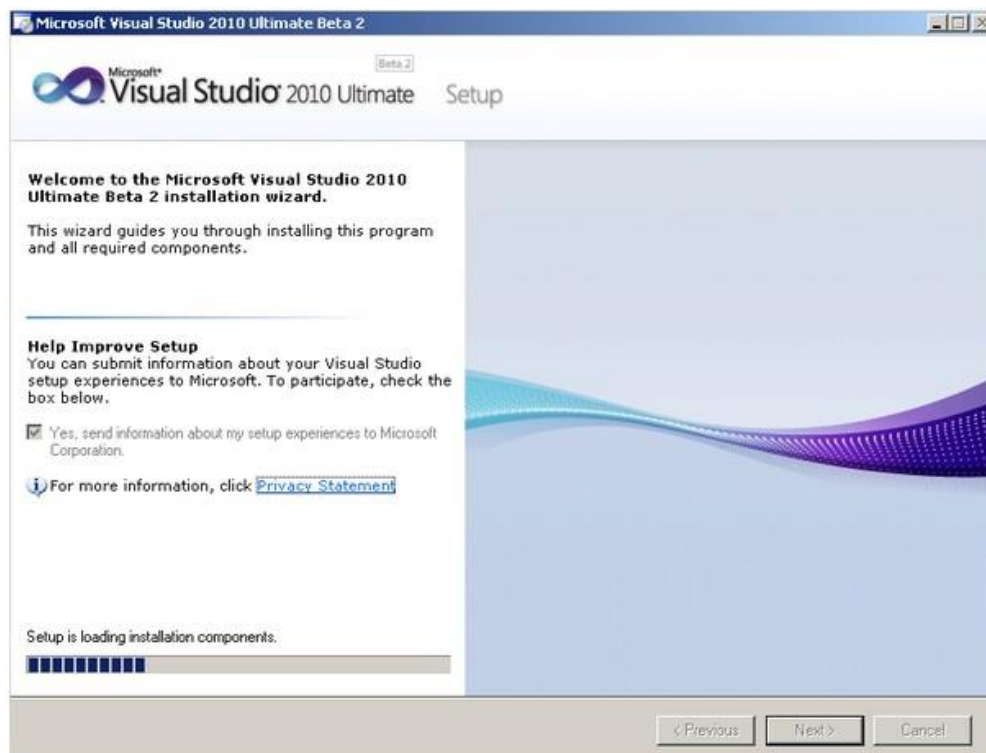 Microsoft Visual Studio 2010 Ultimate Beta 2
Beta 2
Microsoft®
Visual Studio® 2010 Ultimate Setup
Welcome to the Microsoft Visual Studio 2010
Ultimate Beta 2 installation wizard.
This wizard guides you through installing this program
and all required components.
Help Improve Setup
You can submit information about your Visual Studio
setup experiences to Microsoft. To participate, check the
box below.
Yes, send information about my setup experiences to Microsoft
Corporation.
For more information, click Privacy Statement
Setup is loading installation components.
< Previous Next > Cancel